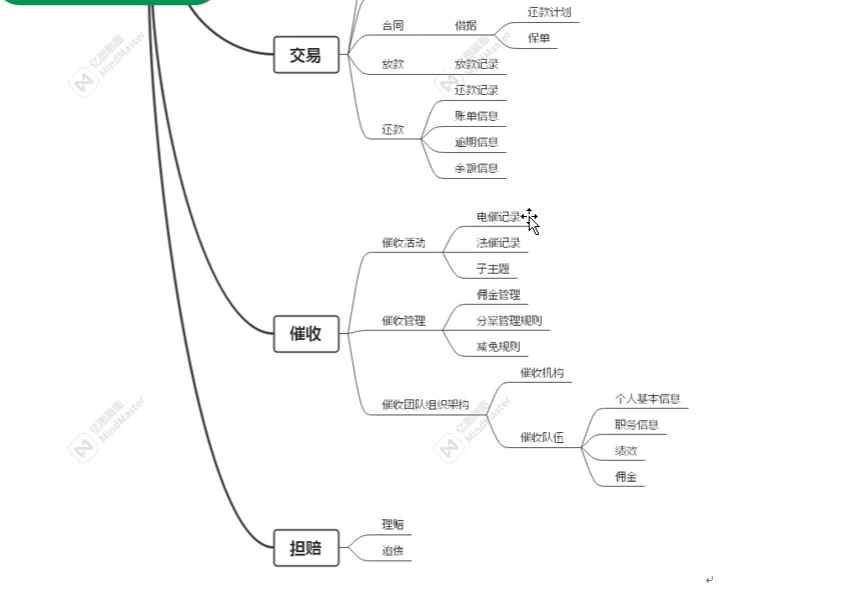 还款计划
合同
借据
保单
交易
放款
放款记录
还款记录
账单信息
还款
逾期信息
余额信息
电催记录
催收活动
法催记录
子主题
佣金管理
催收
催收管理
分案管理规则
减免规则
催收机构
催收团队组织架构
个人基本信息
职务信息
催收队伍
绩效
佣金
理赔
担赔
追偿
亿图脑图
MindMaster
亿图脑图
MindMaster
亿图脑图
MindMaster
亿图脑图
MindMaster